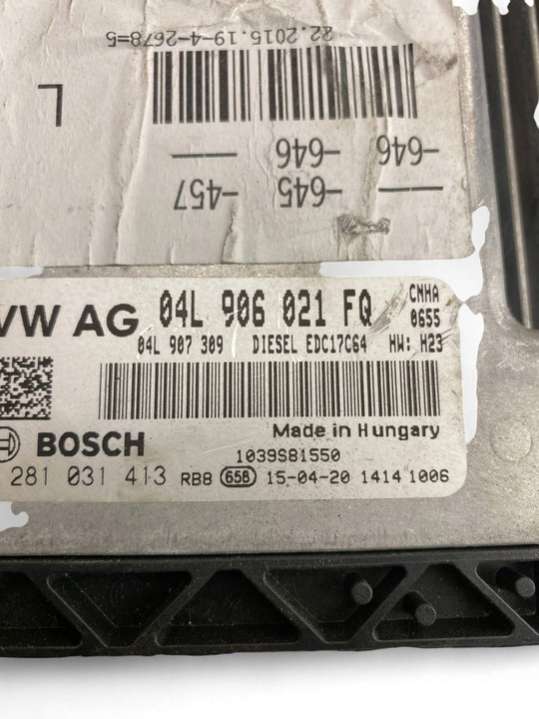 22.2015.19-4-2678=5
L
-646
-646
—
—
-645
-457
VW AG 04L 906 021 FQ CNHA
0655
04L 907 309 DIESEL EDC17C64 HW: H23
Made in Hungary
BOSCH 1039S81550
281 031 413 RB8 658 15-04-20 1414 1006